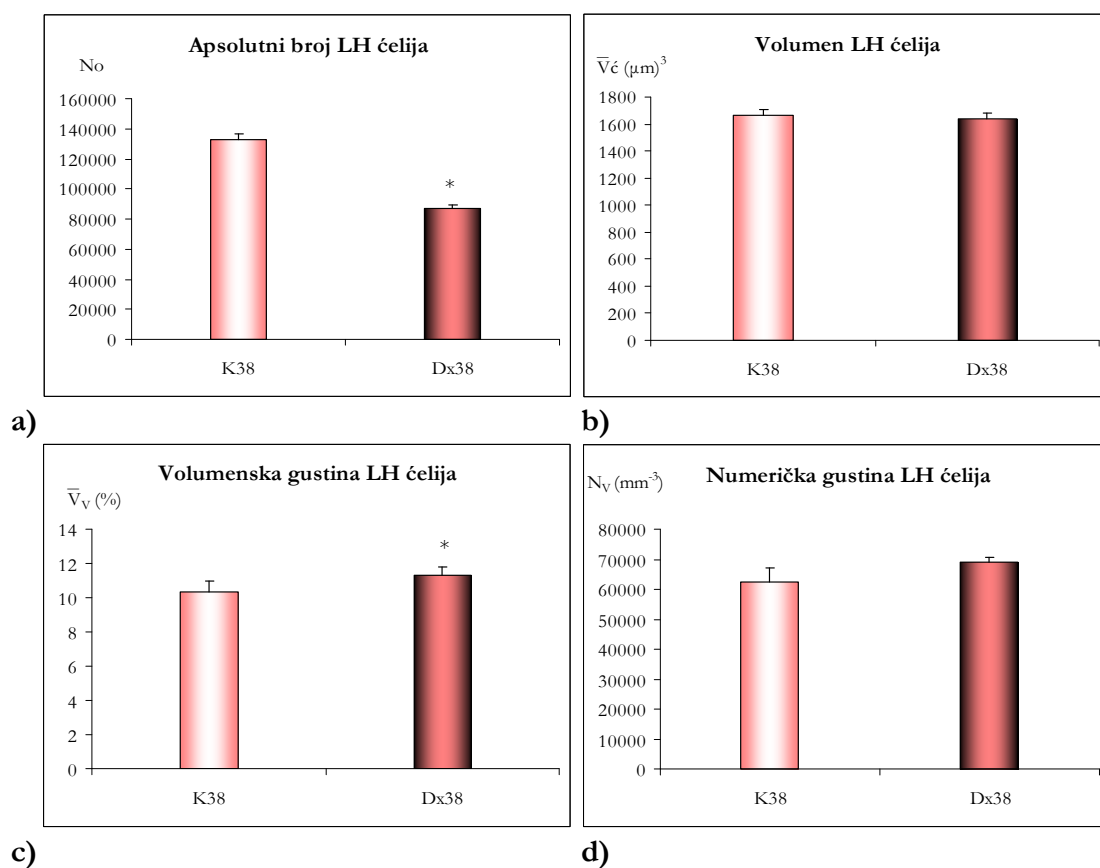 Apsolutni broj LH ćelija
No
160000
140000
120000
100000
80000
60000
40000
20000
0
*
K38 Dx38
a)
Volumen LH ćelija
V̅ć (µm)³
1800
1600
1400
1200
1000
800
600
400
200
0
K38 Dx38
b)
Volumenska gustina LH ćelija
V̅ᵥ (%)
14
12
10
8
6
4
2
0
*
K38 Dx38
c)
Numerička gustina LH ćelija
Nᵥ (mm⁻³)
80000
70000
60000
50000
40000
30000
20000
10000
0
K38 Dx38
d)